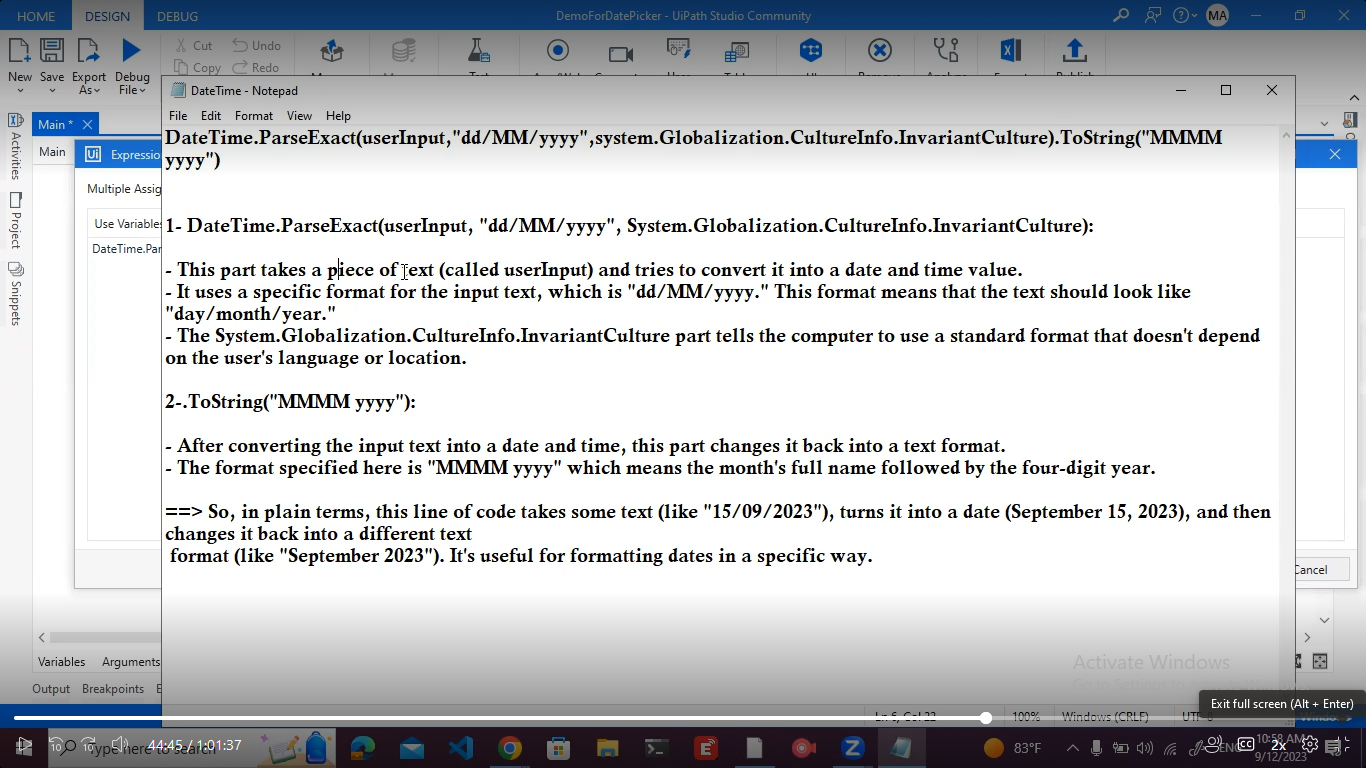 HOME DESIGN DEBUG DemoForDatePicker - UiPath Studio Community MA
Cut Undo
Copy Redo
New Save Export As Debug File
DateTime - Notepad
File Edit Format View Help
Main *
Main
Activities
Project
Snippets
Ui Expressio
Multiple Assig
Use Variables
DateTime.Par
DateTime.ParseExact(userInput,"dd/MM/yyyy",system.Globalization.CultureInfo.InvariantCulture).ToString("MMMM
yyyy")
1- DateTime.ParseExact(userInput, "dd/MM/yyyy", System.Globalization.CultureInfo.InvariantCulture):
- This part takes a piece of text (called userInput) and tries to convert it into a date and time value.
- It uses a specific format for the input text, which is "dd/MM/yyyy." This format means that the text should look like
"day/month/year."
- The System.Globalization.CultureInfo.InvariantCulture part tells the computer to use a standard format that doesn't depend
on the user's language or location.
2-.ToString("MMMM yyyy"):
- After converting the input text into a date and time, this part changes it back into a text format.
- The format specified here is "MMMM yyyy" which means the month's full name followed by the four-digit year.
==> So, in plain terms, this line of code takes some text (like "15/09/2023"), turns it into a date (September 15, 2023), and then
changes it back into a different text
format (like "September 2023"). It's useful for formatting dates in a specific way.
Cancel
Variables Arguments
Output Breakpoints E
Activate Windows
Exit full screen (Alt + Enter)
Ln 6, Col 22 100% Windows (CRLF) UTF-8
44:45 / 1:01:37
Type here to search
83°F
2x
10:58 AM
9/12/2023